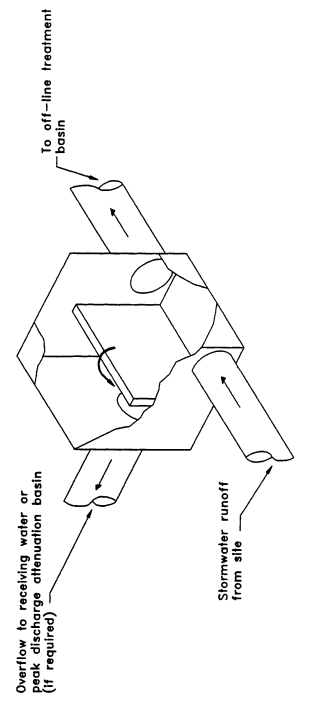 Overflow to receiving water or
peak discharge attenuation basin
(if required)
Stormwater runoff
from site
To off-line treatment
basin